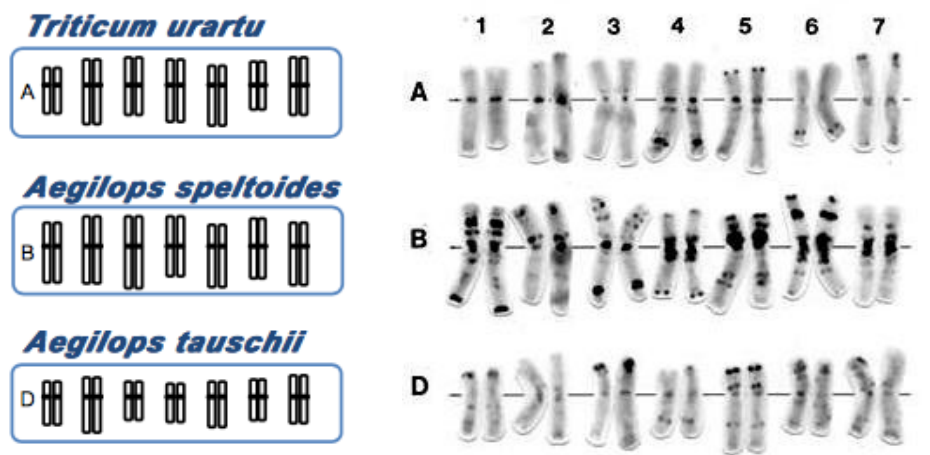 Triticum urartu
A
Aegilops speltoides
B
Aegilops tauschii
D
1 2 3 4 5 6 7
A
B
D